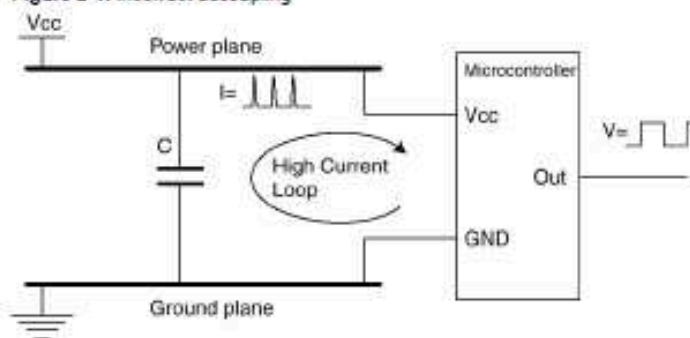 Vcc
Power plane
I=
Microcontroller
Vcc
V=
C
High Current
Loop
Out
GND
Ground plane